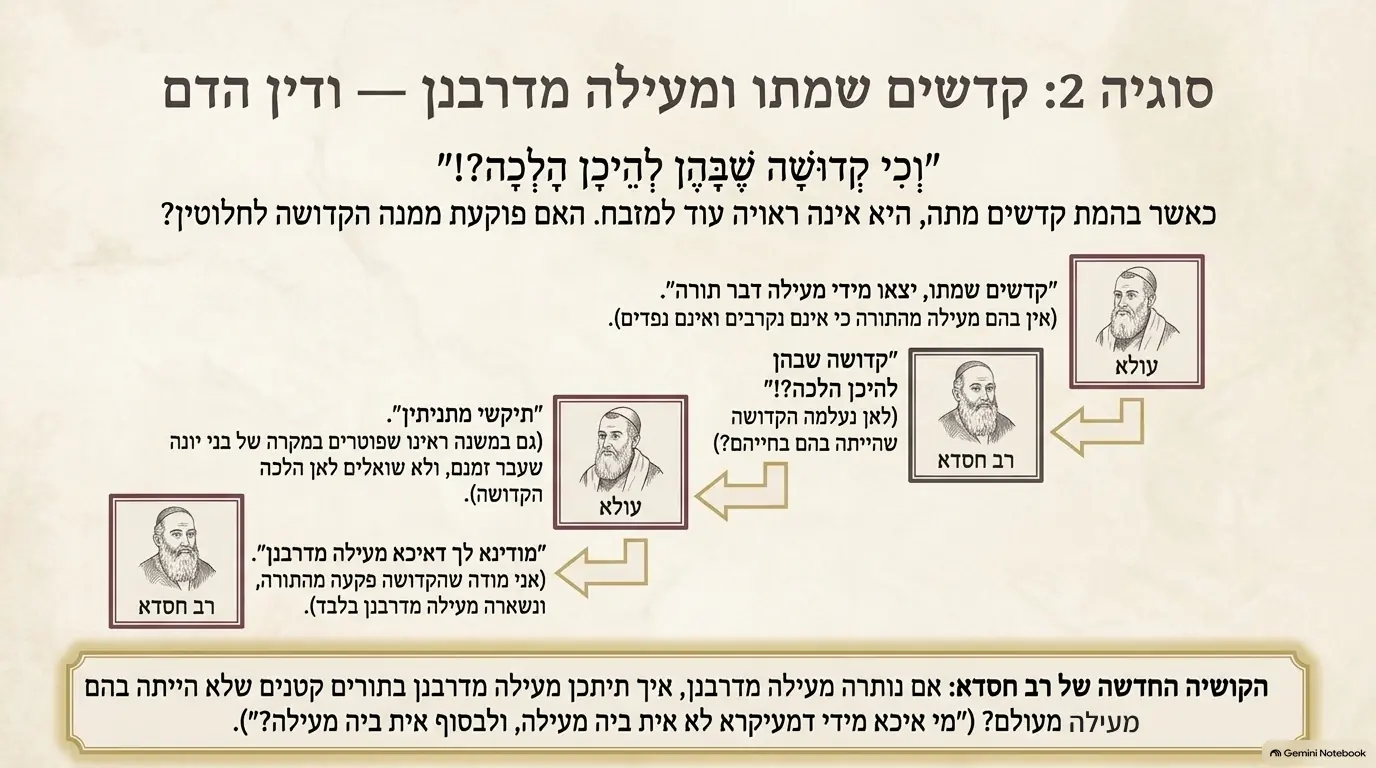 סוגיה 2: קדשים שמתו ומעילה מדרבנן — ודין הדם
"וְכִי קְדוּשָׁה שֶׁבָּהֶן לְהֵיכָן הָלְכָה?!"
כאשר בהמת קדשים מתה, היא אינה ראויה עוד למזבח. האם פוקעת ממנה הקדושה לחלוטין?
עולא
"קדשים שמתו, יצאו מידי מעילה דבר תורה".
(אין בהם מעילה מהתורה כי אינם נקרבים ואינם נפדים).
רב חסדא
"קדושה שבהן
להיכן הלכה?!"
(לאן נעלמה הקדושה
שהייתה בהם בחייהם?)
עולא
"תיקשי מתניתין".
(גם במשנה ראינו שפוטרים במקרה של בני יונה
שעבר זמנם, ולא שואלים לאן הלכה
הקדושה).
רב חסדא
"מודינא לך דאיכא מעילה מדרבנן".
(אני מודה שהקדושה פקעה מהתורה,
ונשארה מעילה מדרבנן בלבד).
הקושיה החדשה של רב חסדא: אם נותרה מעילה מדרבנן, איך תיתכן מעילה מדרבנן בתורים קטנים שלא הייתה בהם
מעילה מעולם? ("מי איכא מידי דמעיקרא לא אית ביה מעילה, ולבסוף אית ביה מעילה?").
Gemini Notebook